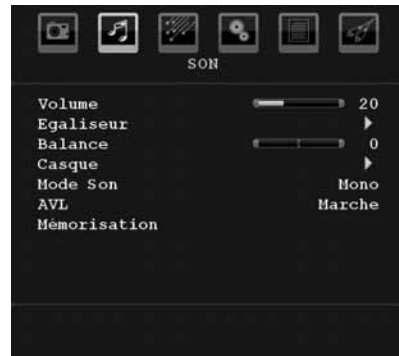 SON
Volume 20
Egaliseur
Balance 0
Casque
Mode Son Mono
AVL Marche
Mémorisation